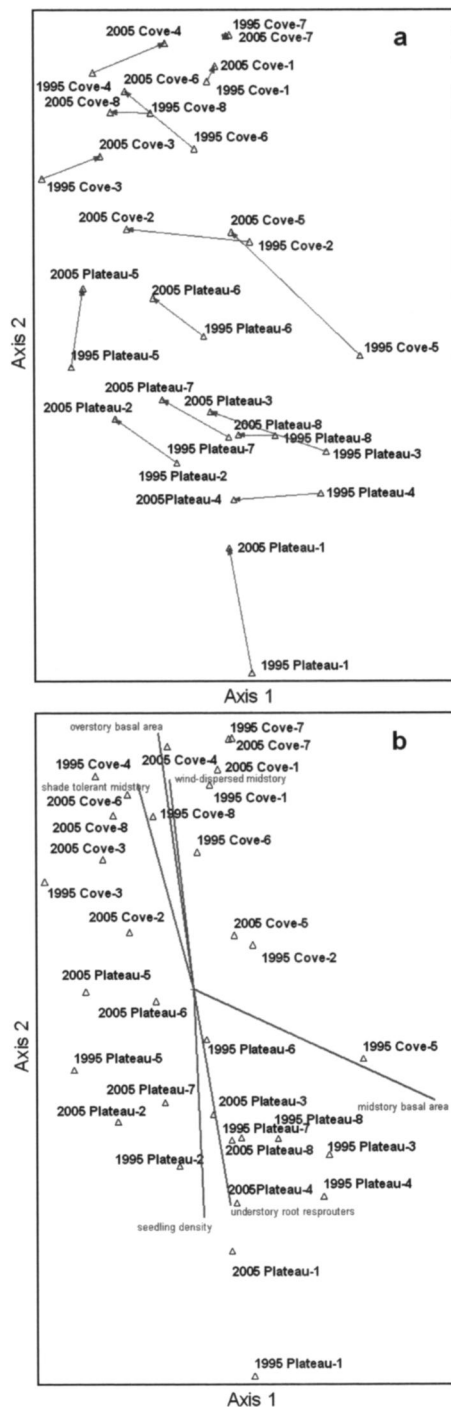 a
1995 Cove-7
2005 Cove-4
2005 Cove-7
2005 Cove-1
1995 Cove-4
2005 Cove-6
1995 Cove-1
2005 Cove-8
1995 Cove-8
1995 Cove-6
2005 Cove-3
1995 Cove-3
2005 Cove-2
2005 Cove-5
1995 Cove-2
2005 Plateau-5
2005 Plateau-6
1995 Plateau-6
1995 Cove-5
1995 Plateau-5
2005 Plateau-7
2005 Plateau-3
2005 Plateau-2
2005 Plateau-8
1995 Plateau-8
1995 Plateau-7
1995 Plateau-3
1995 Plateau-2
2005Plateau-4
1995 Plateau-4
2005 Plateau-1
1995 Plateau-1
Axis 2
Axis 1
b
overstory basal area
1995 Cove-7
2005 Cove-7
2005 Cove-4
1995 Cove-4
2005 Cove-1
wind-dispersed midstory
shade tolerant midstory
1995 Cove-1
2005 Cove-6
1995 Cove-8
2005 Cove-8
1995 Cove-6
2005 Cove-3
1995 Cove-3
2005 Cove-2
2005 Cove-5
1995 Cove-2
2005 Plateau-5
2005 Plateau-6
1995 Plateau-6
1995 Cove-5
1995 Plateau-5
midstory basal area
2005 Plateau-7
2005 Plateau-3
2005 Plateau-2
1995 Plateau-8
1995 Plateau-7
2005 Plateau-8
1995 Plateau-3
1995 Plateau-2
2005Plateau-4
1995 Plateau-4
understory root resprouters
seedling density
2005 Plateau-1
1995 Plateau-1
Axis 2
Axis 1